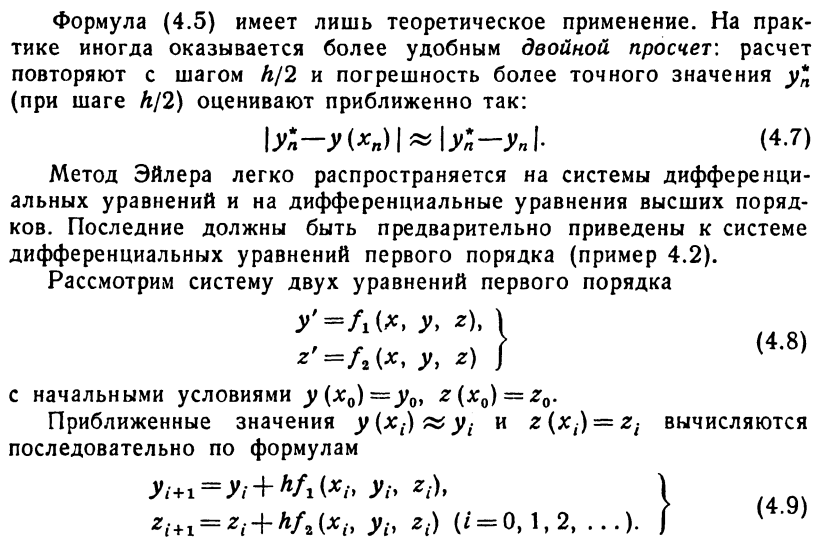 Формула (4.5) имеет лишь теоретическое применение. На прак-
тике иногда оказывается более удобным двойной просчет: расчет
повторяют с шагом h/2 и погрешность более точного значения y*ₙ
(при шаге h/2) оценивают приближенно так:
|y*ₙ—y(xₙ)| ≈ |y*ₙ—yₙ|. (4.7)
Метод Эйлера легко распространяется на системы дифференци-
альных уравнений и на дифференциальные уравнения высших поряд-
ков. Последние должны быть предварительно приведены к системе
дифференциальных уравнений первого порядка (пример 4.2).
Рассмотрим систему двух уравнений первого порядка
y′=f₁(x, y, z),
z′=f₂(x, y, z) } (4.8)
с начальными условиями y(x₀)=y₀, z(x₀)=z₀.
Приближенные значения y(xᵢ)≈yᵢ и z(xᵢ)=zᵢ вычисляются
последовательно по формулам
yᵢ₊₁=yᵢ+hf₁(xᵢ, yᵢ, zᵢ),
zᵢ₊₁=zᵢ+hf₂(xᵢ, yᵢ, zᵢ) (i=0, 1, 2, ...). } (4.9)